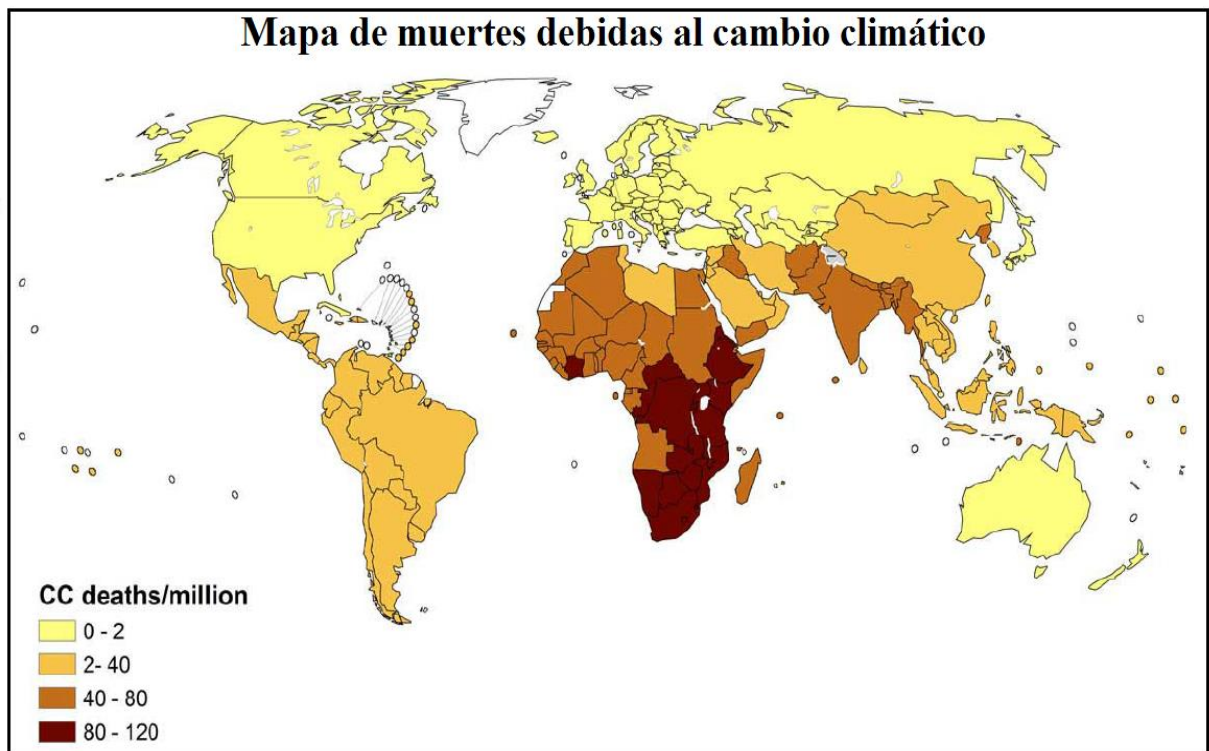 Mapa de muertes debidas al cambio climático
CC deaths/million
0 - 2
2- 40
40 - 80
80 - 120